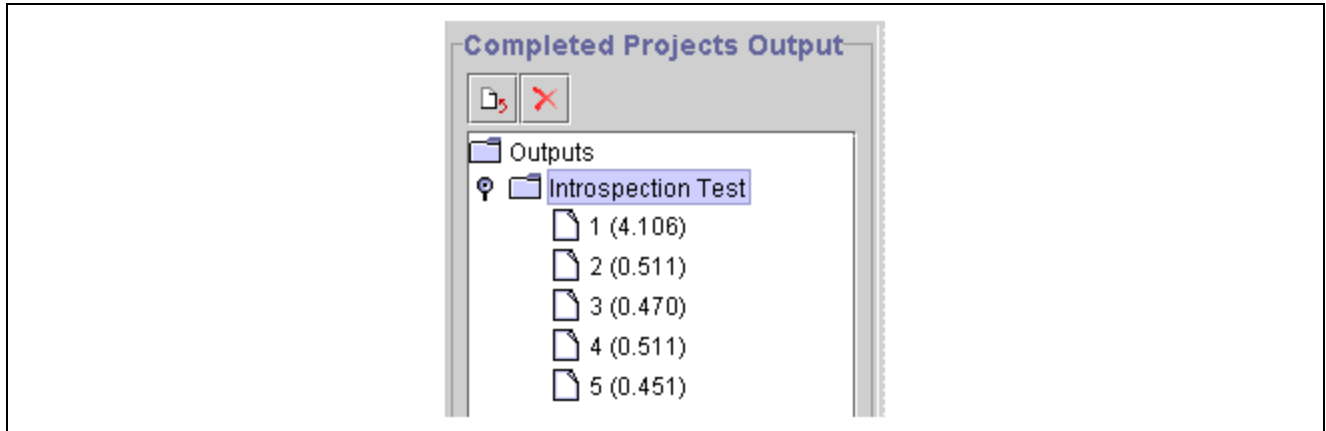 Completed Projects Output
Outputs
Introspection Test
1 (4.106)
2 (0.511)
3 (0.470)
4 (0.511)
5 (0.451)